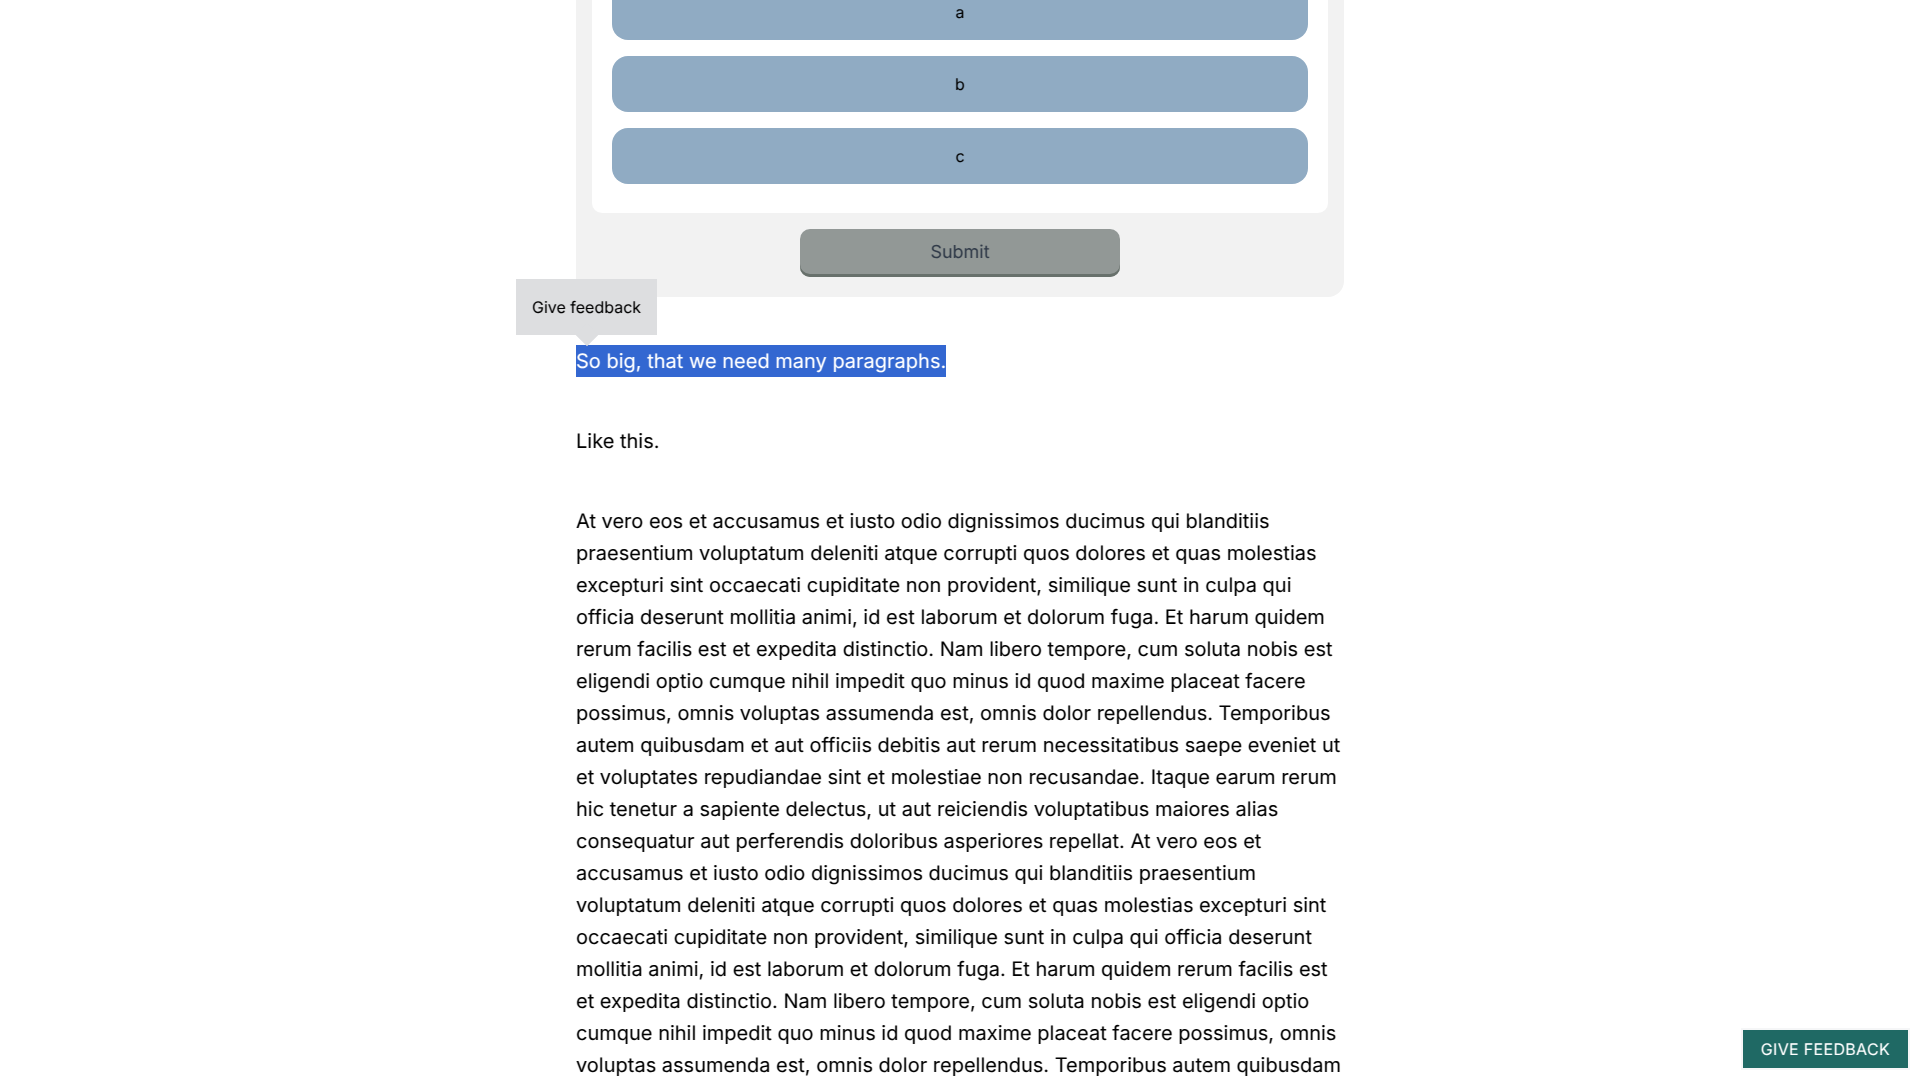 a
b
c
Submit
Give feedback
So big, that we need many paragraphs.
Like this.
At vero eos et accusamus et iusto odio dignissimos ducimus qui blanditiis
praesentium voluptatum deleniti atque corrupti quos dolores et quas molestias
excepturi sint occaecati cupiditate non provident, similique sunt in culpa qui
officia deserunt mollitia animi, id est laborum et dolorum fuga. Et harum quidem
rerum facilis est et expedita distinctio. Nam libero tempore, cum soluta nobis est
eligendi optio cumque nihil impedit quo minus id quod maxime placeat facere
possimus, omnis voluptas assumenda est, omnis dolor repellendus. Temporibus
autem quibusdam et aut officiis debitis aut rerum necessitatibus saepe eveniet ut
et voluptates repudiandae sint et molestiae non recusandae. Itaque earum rerum
hic tenetur a sapiente delectus, ut aut reiciendis voluptatibus maiores alias
consequatur aut perferendis doloribus asperiores repellat. At vero eos et
accusamus et iusto odio dignissimos ducimus qui blanditiis praesentium
voluptatum deleniti atque corrupti quos dolores et quas molestias excepturi sint
occaecati cupiditate non provident, similique sunt in culpa qui officia deserunt
mollitia animi, id est laborum et dolorum fuga. Et harum quidem rerum facilis est
et expedita distinctio. Nam libero tempore, cum soluta nobis est eligendi optio
cumque nihil impedit quo minus id quod maxime placeat facere possimus, omnis
voluptas assumenda est, omnis dolor repellendus. Temporibus autem quibusdam
GIVE FEEDBACK